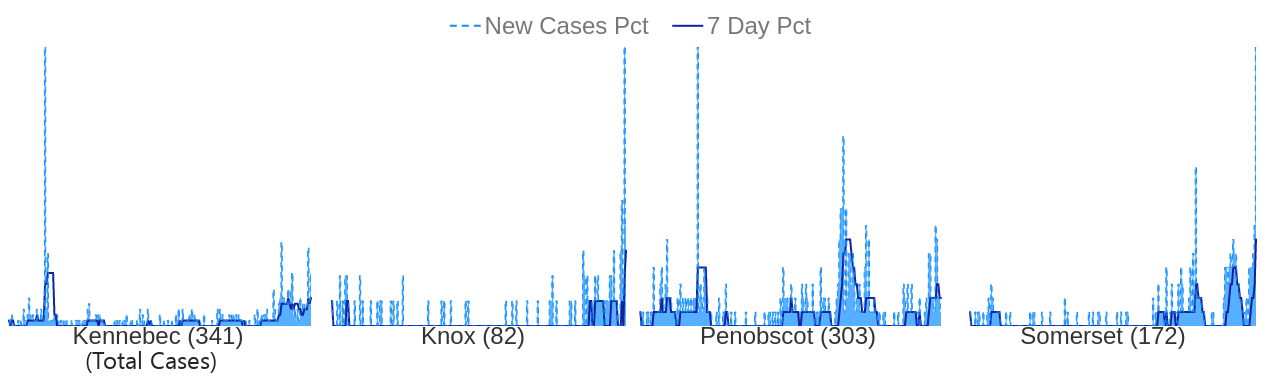 New Cases Pct 7 Day Pct
Kennebec (341) Knox (82) Penobscot (303) Somerset (172)
(Total Cases)